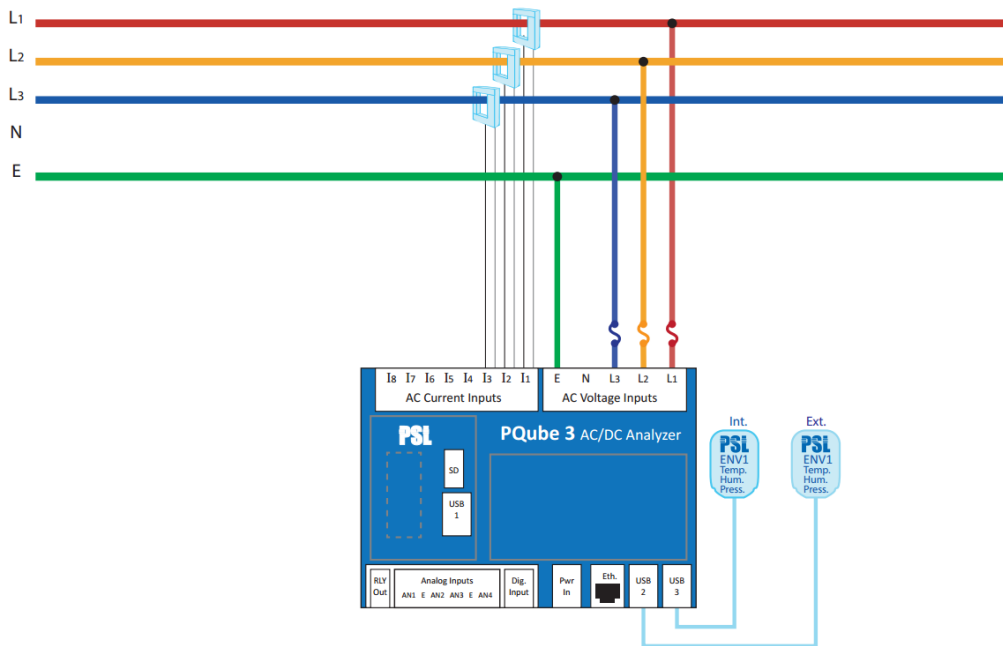 L1
L2
L3
N
E
I8 I7 I6 I5 I4 I3 I2 I1
AC Current Inputs
E N L3 L2 L1
AC Voltage Inputs
PSL
PQube 3 AC/DC Analyzer
SD
USB
1
Int.
PSL
ENV1
Temp.
Hum.
Press.
Ext.
PSL
ENV1
Temp.
Hum.
Press.
RLY
Out
Analog Inputs
AN1 E AN2 AN3 E AN4
Dig.
Input
Pwr
In
Eth.
USB
2
USB
3